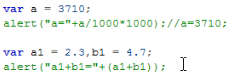 var a = 3710;
alert("a="+a/1000*1000);//a=3710;
var a1 = 2.3,b1 = 4.7;
alert("a1+b1="+(a1+b1));